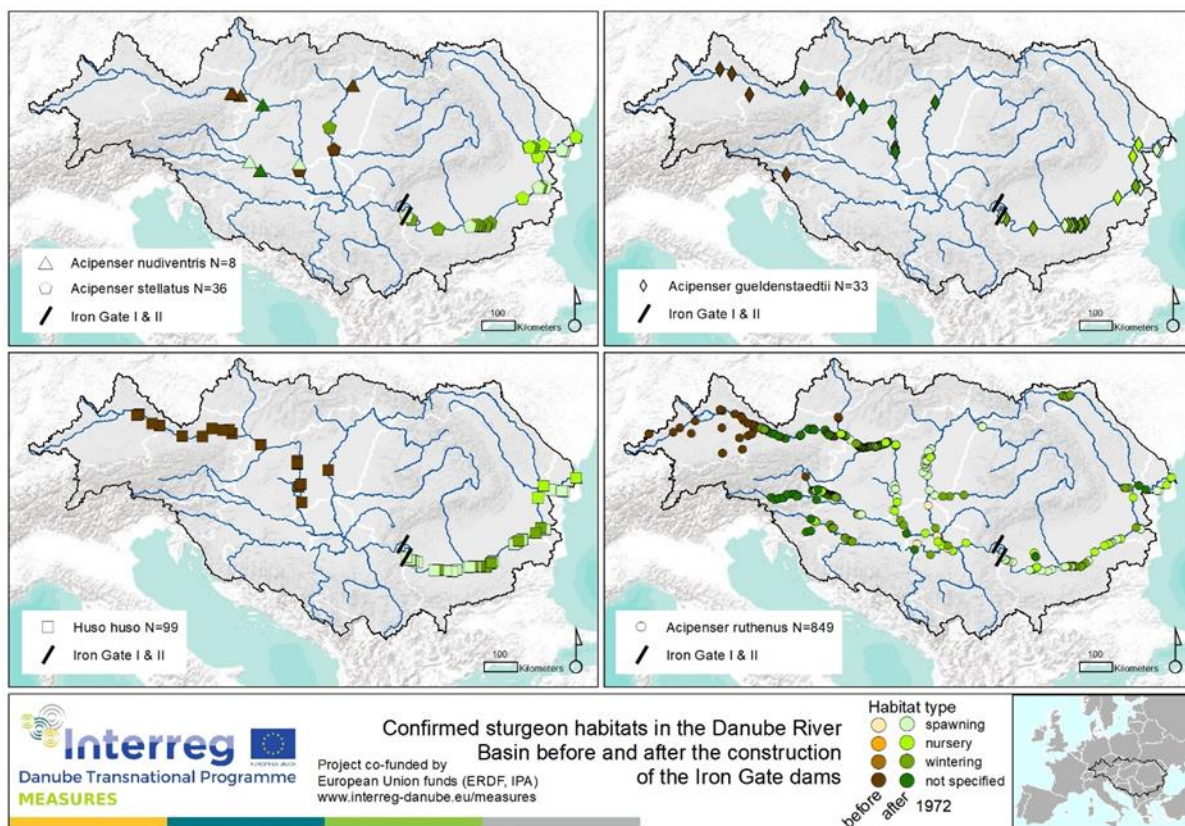 Acipenser nudiventris N=8
Acipenser stellatus N=36
Iron Gate I & II
100
Kilometers
Acipenser gueldenstaedtii N=33
Iron Gate I & II
100
Kilometers
Huso huso N=99
Iron Gate I & II
100
Kilometers
Acipenser ruthenus N=849
Iron Gate I & II
100
Kilometers
Interreg
EUROPEAN UNION
Danube Transnational Programme
MEASURES
Project co-funded by
European Union funds (ERDF, IPA)
www.interreg-danube.eu/measures
Confirmed sturgeon habitats in the Danube River
Basin before and after the construction
of the Iron Gate dams
Habitat type
spawning
nursery
wintering
not specified
before
after
1972